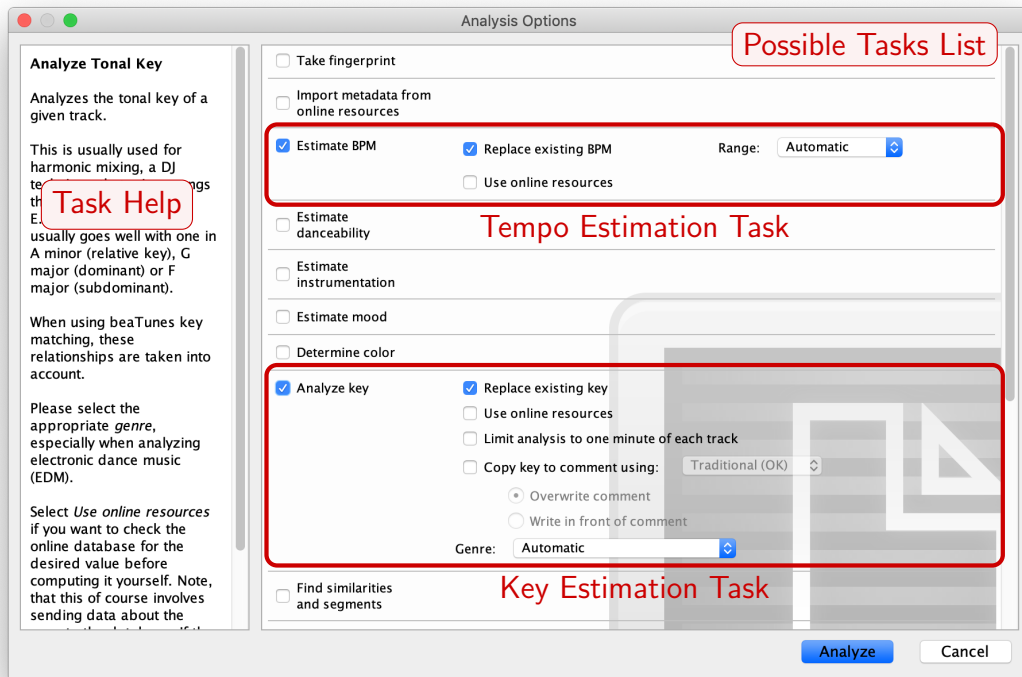 Analysis Options
Possible Tasks List
Analyze Tonal Key
Analyzes the tonal key of a
given track.
This is usually used for
harmonic mixing, a DJ
Task Help
usually goes well with one in
A minor (relative key), G
major (dominant) or F
major (subdominant).
When using beaTunes key
matching, these
relationships are taken into
account.
Please select the
appropriate genre,
especially when analyzing
electronic dance music
(EDM).
Select Use online resources
if you want to check the
online database for the
desired value before
computing it yourself. Note,
that this of course involves
sending data about the
Take fingerprint
Import metadata from
online resources
Estimate BPM
Replace existing BPM
Range: Automatic
Use online resources
Tempo Estimation Task
Estimate
danceability
Estimate
instrumentation
Estimate mood
Determine color
Analyze key
Replace existing key
Use online resources
Limit analysis to one minute of each track
Copy key to comment using: Traditional (OK)
Overwrite comment
Write in front of comment
Genre: Automatic
Key Estimation Task
Find similarities
and segments
Analyze
Cancel